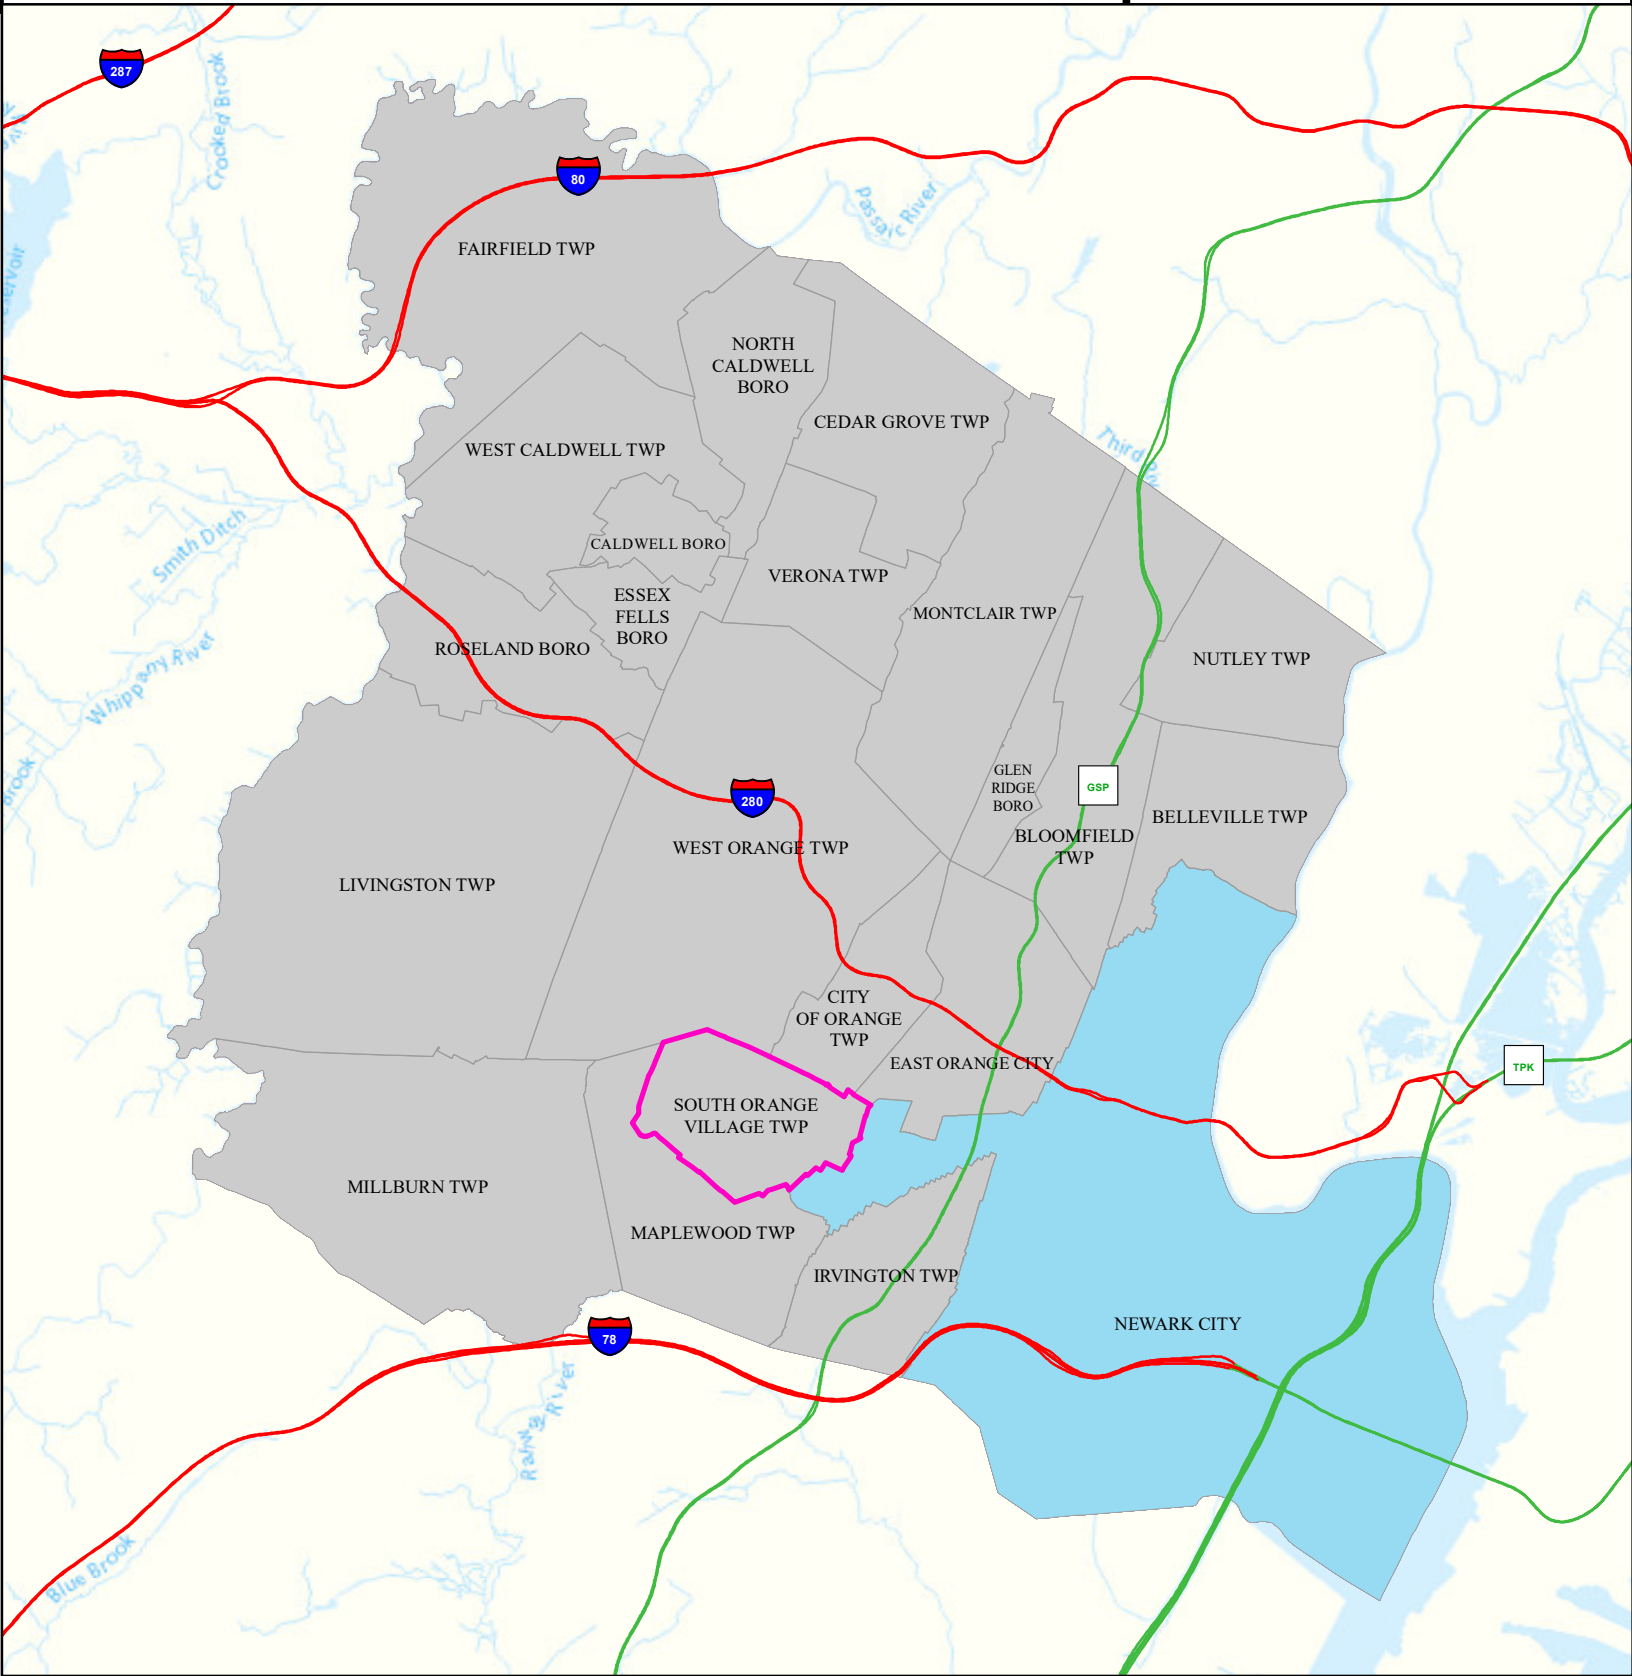 287
Crooked Brook
80
Passaic River
FAIRFIELD TWP
servoir
NORTH
CALDWELL
BORO
CEDAR GROVE TWP
WEST CALDWELL TWP
Third
Smith Ditch
CALDWELL BORO
VERONA TWP
ESSEX
FELLS
BORO
MONTCLAIR TWP
ROSELAND BORO
NUTLEY TWP
Whippany River
Brook
GLEN
RIDGE
BORO
GSP
280
BELLEVILLE TWP
BLOOMFIELD
TWP
WEST ORANGE TWP
LIVINGSTON TWP
CITY
OF ORANGE
TWP
EAST ORANGE CITY
TPK
SOUTH ORANGE
VILLAGE TWP
MILLBURN TWP
MAPLEWOOD TWP
IRVINGTON TWP
NEWARK CITY
78
Rahway River
Blue Brook